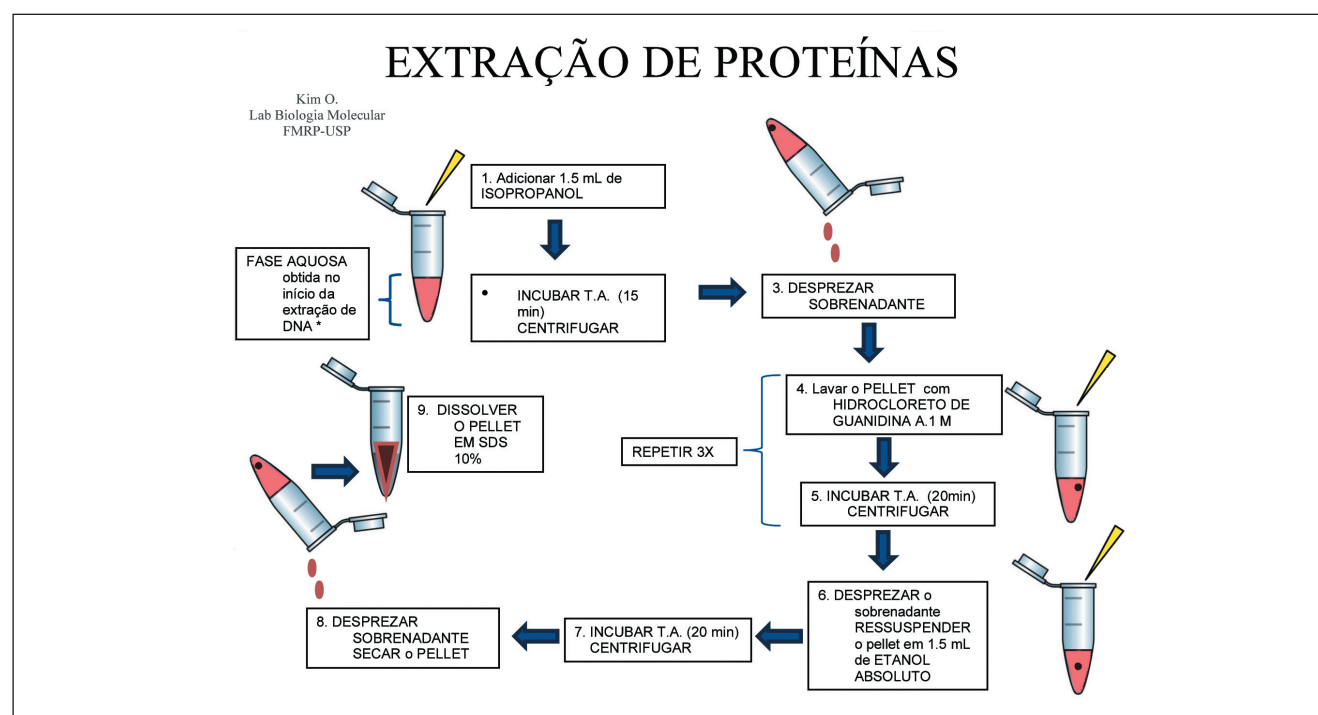 EXTRAÇÃO DE PROTEÍNAS
Kim O.
Lab Biologia Molecular
FMRP-USP
1. Adicionar 1.5 mL de
ISOPROPANOL
FASE AQUOSA
obtida no
início da
extração de
DNA *
• INCUBAR T.A. (15
min)
CENTRIFUGAR
3. DESPREZAR
SOBRENADANTE
4. Lavar o PELLET com
HIDROCLORETO DE
GUANIDINA A.1 M
REPETIR 3X
5. INCUBAR T.A. (20min)
CENTRIFUGAR
6. DESPREZAR o
sobrenadante
RESSUSPENDER
o pellet em 1.5 mL
de ETANOL
ABSOLUTO
7. INCUBAR T.A. (20 min)
CENTRIFUGAR
8. DESPREZAR
SOBRENADANTE
SECAR o PELLET
9. DISSOLVER
O PELLET
EM SDS
10%